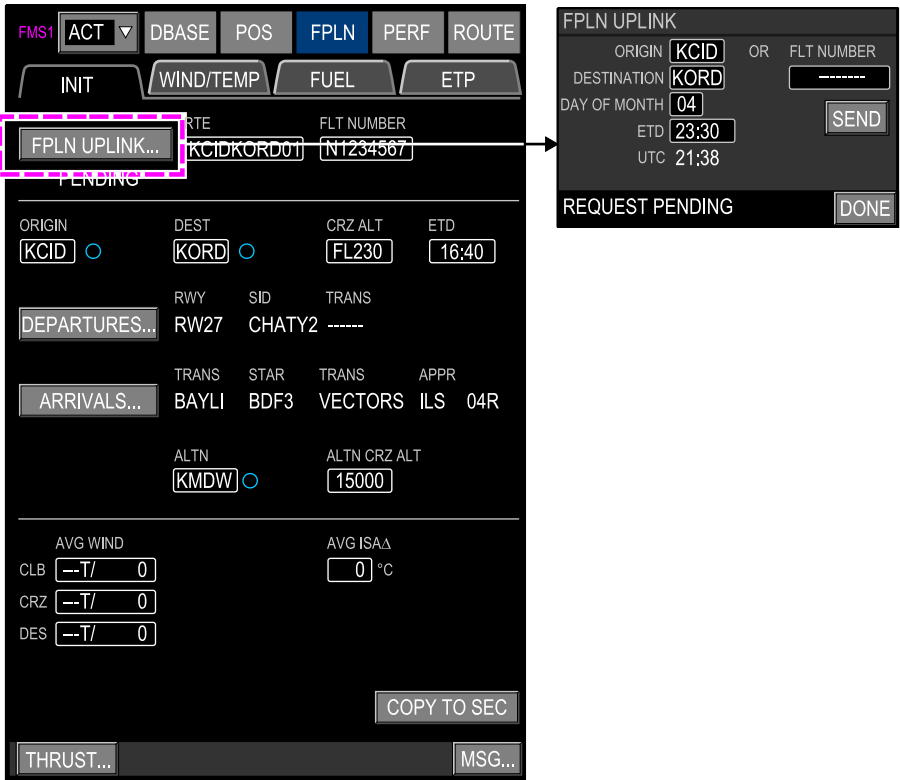 FMS1 ACT DBASE POS FPLN PERF ROUTE
INIT WIND/TEMP FUEL ETP
RTE FLT NUMBER
FPLN UPLINK... KCIDKORD01 N1234567
PENDING
ORIGIN DEST CRZ ALT ETD
KCID KORD FL230 16:40
RWY SID TRANS
DEPARTURES... RW27 CHATY2 ------
TRANS STAR TRANS APPR
ARRIVALS... BAYLI BDF3 VECTORS ILS 04R
ALTN ALTN CRZ ALT
KMDW 15000
AVG WIND AVG ISAΔ
CLB ---T/ 0 0 °C
CRZ ---T/ 0
DES ---T/ 0
COPY TO SEC
THRUST... MSG...
FPLN UPLINK
ORIGIN KCID OR FLT NUMBER
DESTINATION KORD -------
DAY OF MONTH 04 SEND
ETD 23:30
UTC 21:38
REQUEST PENDING DONE